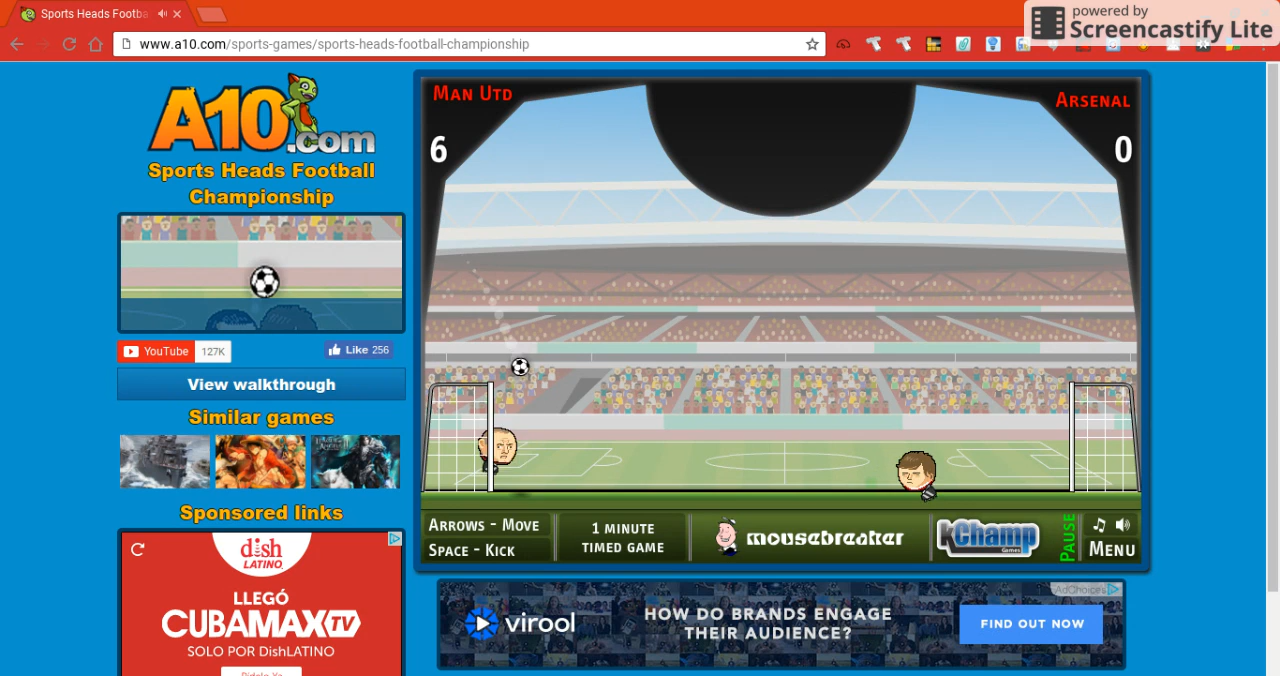 Sports Heads Footba
powered by
Screencastify Lite
www.a10.com/sports-games/sports-heads-football-championship
A10.com
Sports Heads Football
Championship
YouTube 127K
Like 256
View walkthrough
Similar games
Sponsored links
dish
LATINO
LLEGÓ
CUBAMAX TV
SOLO POR DishLATINO
Pídelo Ya
Man Utd
Arsenal
6
0
Arrows - Move
Space - Kick
1 minute
timed game
mousebreaker
kChamp
Games
Pause
Menu
virool
HOW DO BRANDS ENGAGE
THEIR AUDIENCE?
FIND OUT NOW
AdChoices